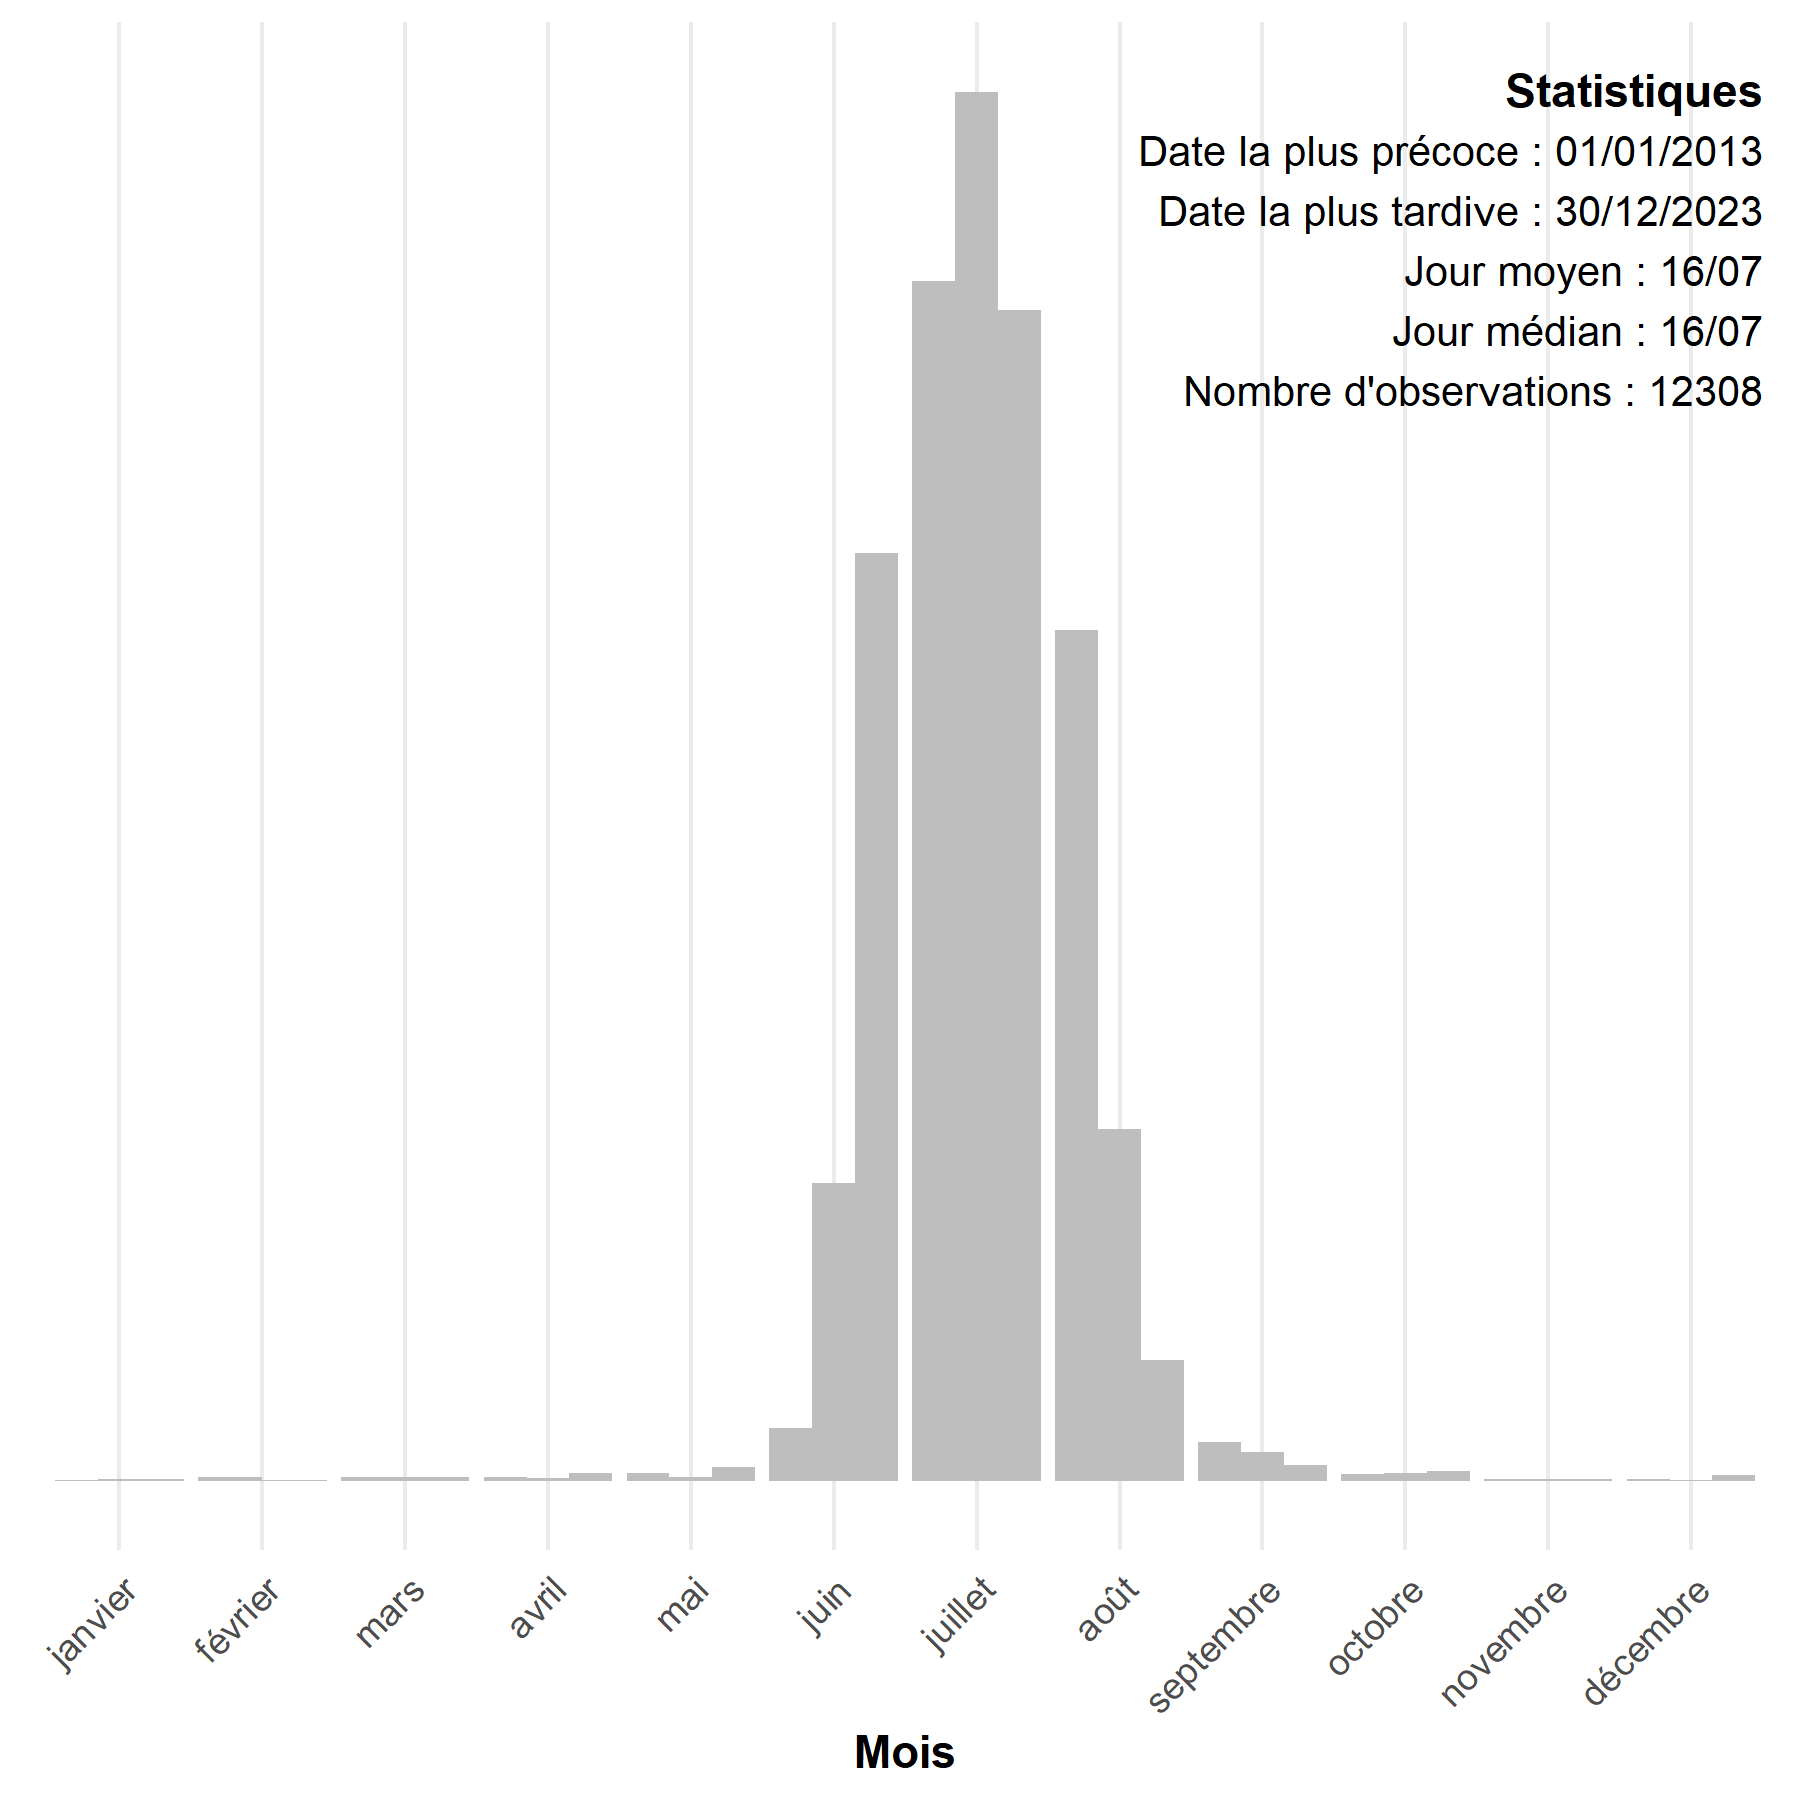 Statistiques
Date la plus précoce : 01/01/2013
Date la plus tardive : 30/12/2023
Jour moyen : 16/07
Jour médian : 16/07
Nombre d'observations : 12308
janvier
février
mars
avril
mai
juin
juillet
août
septembre
octobre
novembre
décembre
Mois